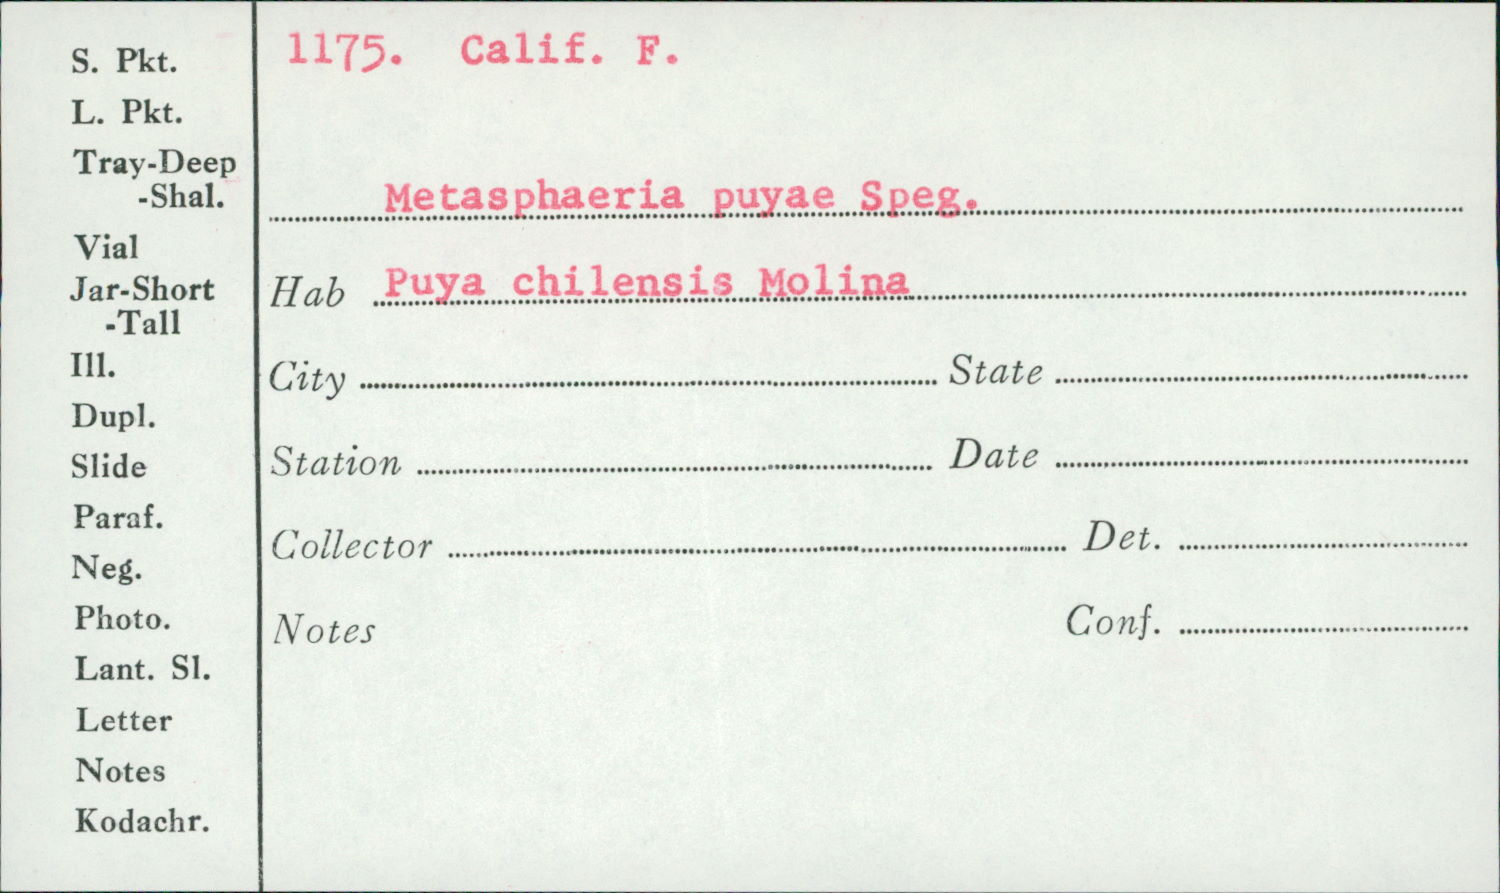 S. Pkt.
L. Pkt.
Tray-Deep
-Shal.
Vial
Jar-Short
-Tall
Ill.
Dupl.
Slide
Paraf.
Neg.
Photo.
Lant. Sl.
Letter
Notes
Kodachr.
1175. Calif. F.
Metasphaeria puyae Speg.
Hab Puya chilensis Molina
City State
Station Date
Collector Det.
Notes Conf.